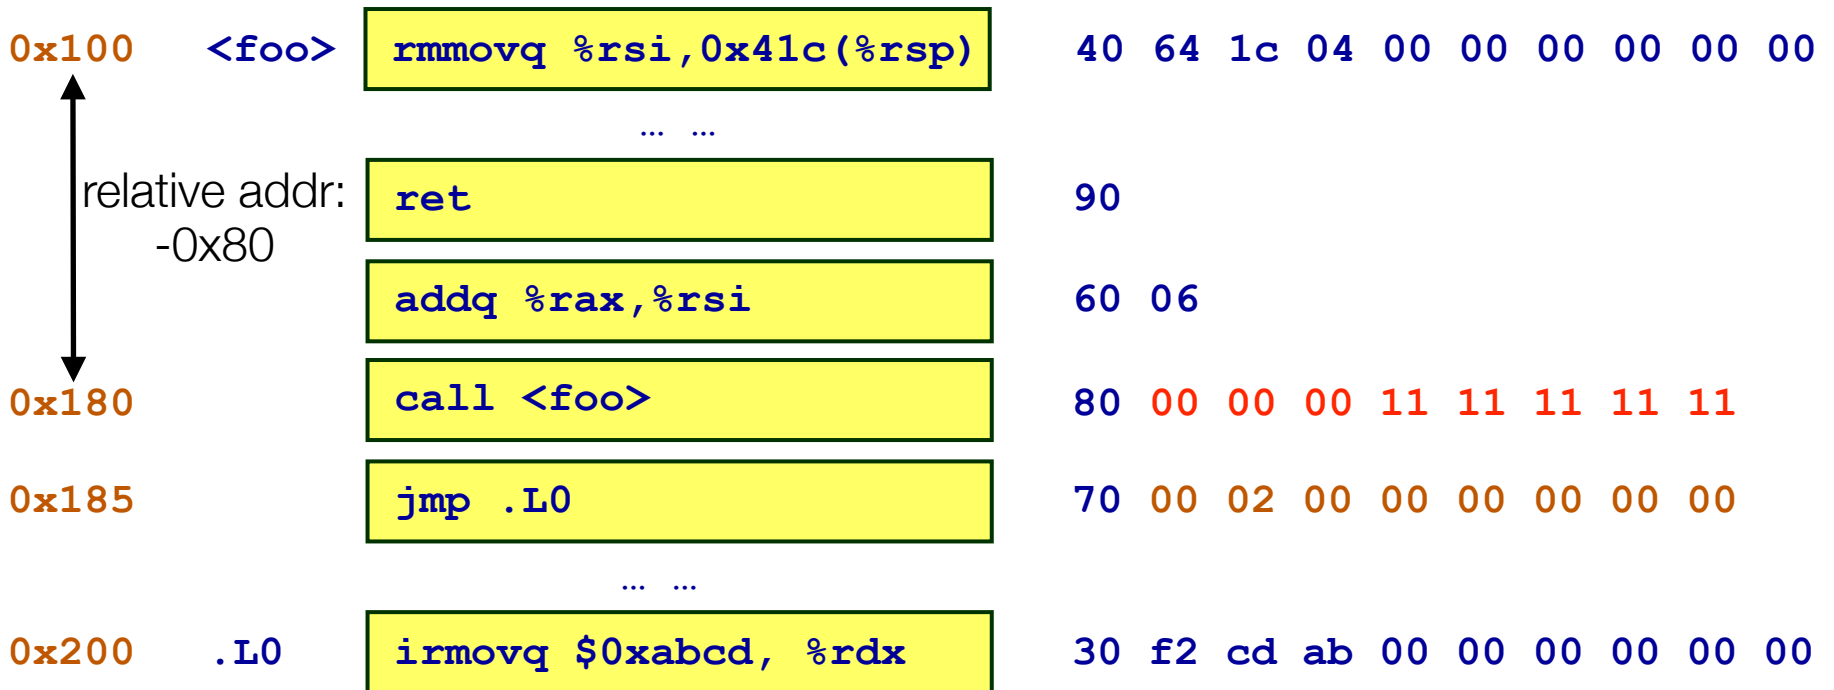 0x100 <foo> rmmovq %rsi,0x41c(%rsp) 40 64 1c 04 00 00 00 00 00 00
… …
relative addr:
-0x80
ret 90
addq %rax,%rsi 60 06
0x180 call <foo> 80 00 00 00 11 11 11 11 11
0x185 jmp .L0 70 00 02 00 00 00 00 00 00
… …
0x200 .L0 irmovq $0xabcd, %rdx 30 f2 cd ab 00 00 00 00 00 00